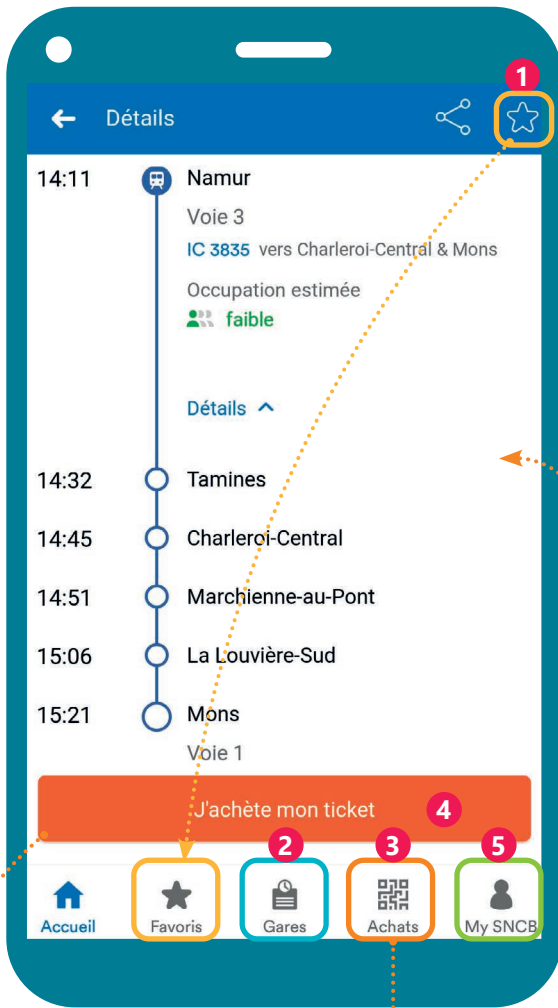 1
Détails
14:11 Namur
Voie 3
IC 3835 vers Charleroi-Central & Mons
Occupation estimée
faible
Détails
14:32 Tamines
14:45 Charleroi-Central
14:51 Marchienne-au-Pont
15:06 La Louvière-Sud
15:21 Mons
Voie 1
J'achète mon ticket 4
2 3 5
Accueil Favoris Gares Achats My SNCB